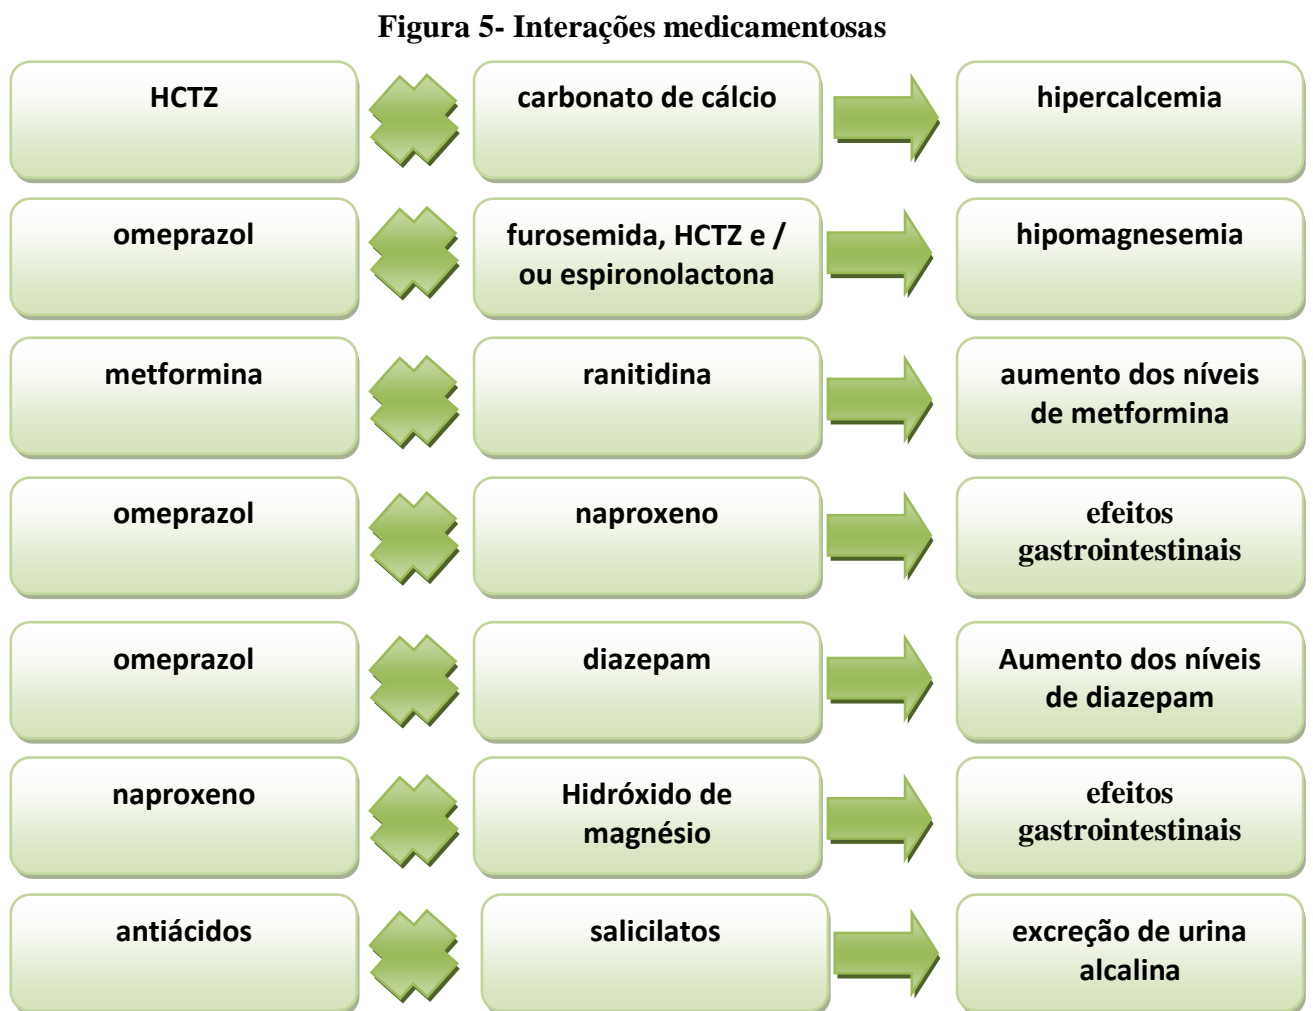 Figura 5- Interações medicamentosas
HCTZ
carbonato de cálcio
hipercalcemia
omeprazol
furosemida, HCTZ e /
ou espironolactona
hipomagnesemia
metformina
ranitidina
aumento dos níveis
de metformina
omeprazol
naproxeno
efeitos
gastrointestinais
omeprazol
diazepam
Aumento dos níveis
de diazepam
naproxeno
Hidróxido de
magnésio
efeitos
gastrointestinais
antiácidos
salicilatos
excreção de urina
alcalina